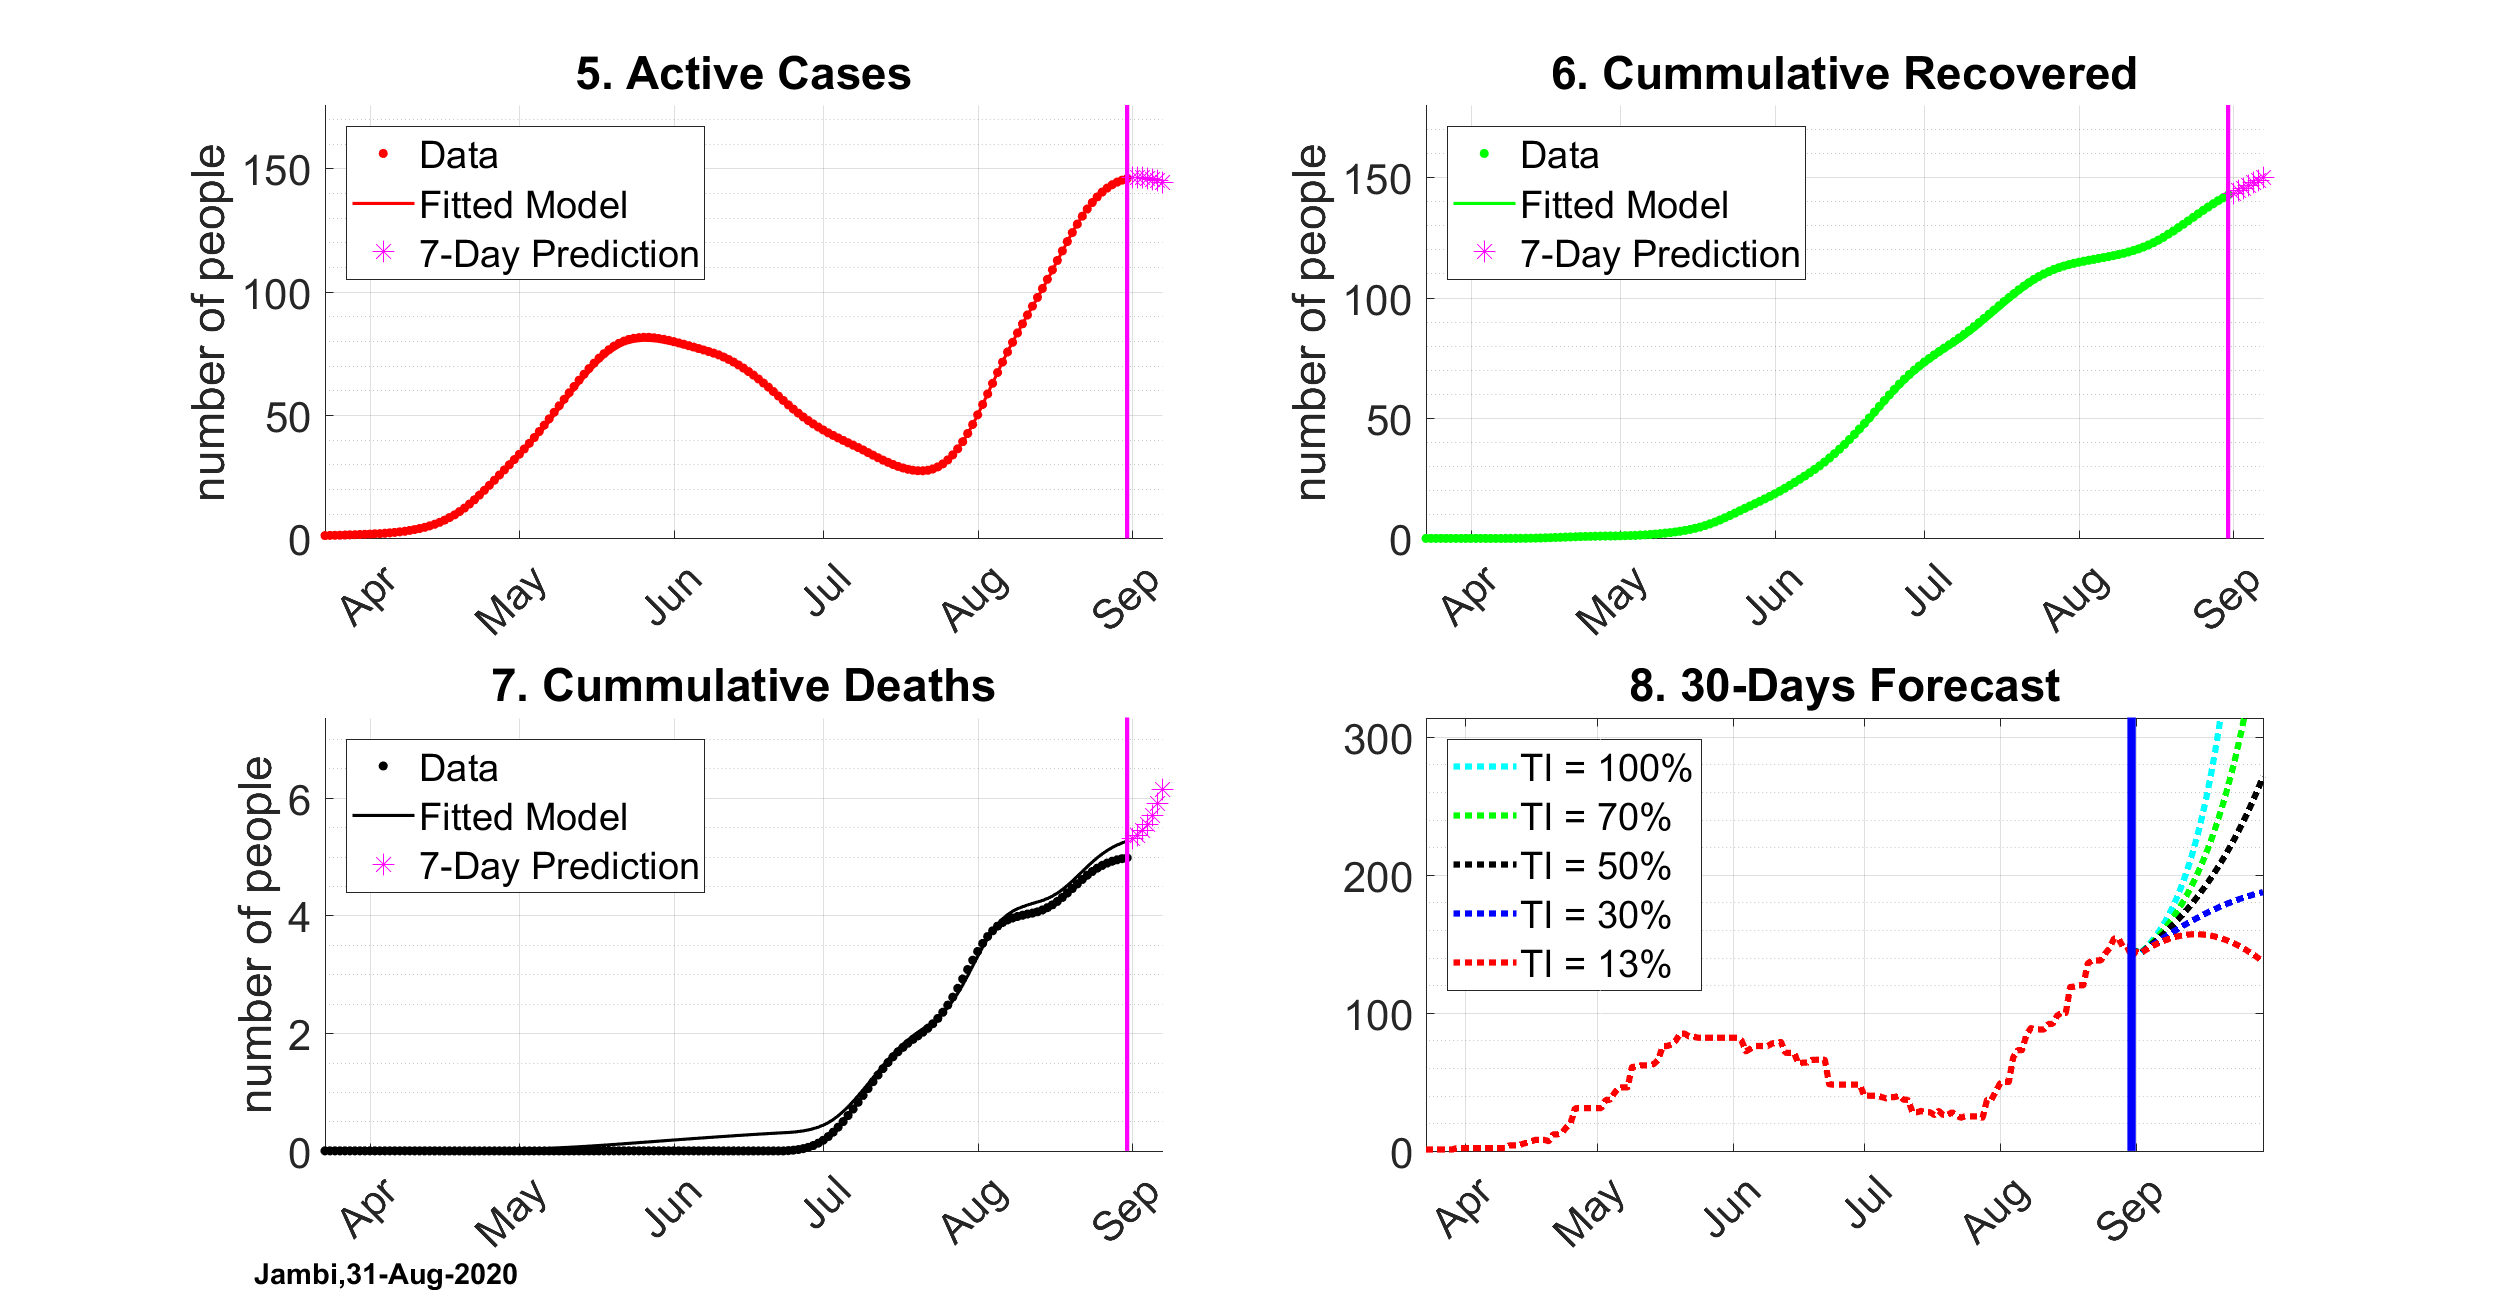 5. Active Cases
number of people
150
100
50
0
Data
Fitted Model
7-Day Prediction
Apr
May
Jun
Jul
Aug
Sep
6. Cummulative Recovered
number of people
150
100
50
0
Data
Fitted Model
7-Day Prediction
Apr
May
Jun
Jul
Aug
Sep
7. Cummulative Deaths
number of people
6
4
2
0
Data
Fitted Model
7-Day Prediction
Apr
May
Jun
Jul
Aug
Sep
8. 30-Days Forecast
300
200
100
0
TI = 100%
TI = 70%
TI = 50%
TI = 30%
TI = 13%
Apr
May
Jun
Jul
Aug
Sep
Jambi,31-Aug-2020